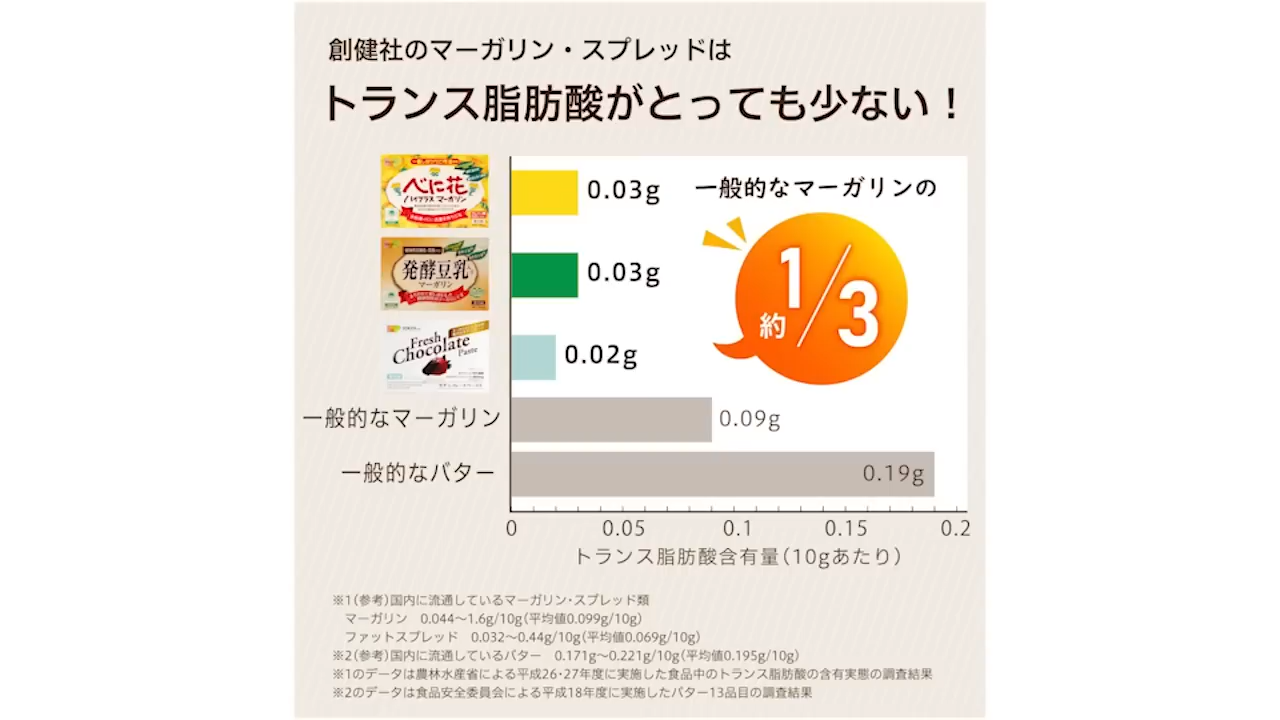 創健社のマーガリン・スプレッドは
トランス脂肪酸がとっても少ない！
べに花
ハイプラス マーガリン
0.03g
一般的なマーガリンの
約1/3
発酵豆乳
マーガリン
0.03g
Fresh
Chocolate
Paste
0.02g
一般的なマーガリン
0.09g
一般的なバター
0.19g
0 0.05 0.1 0.15 0.2
トランス脂肪酸含有量（10gあたり）
※1（参考）国内に流通しているマーガリン・スプレッド類
マーガリン 0.044〜1.6g/10g（平均値0.099g/10g）
ファットスプレッド 0.032〜0.44g/10g（平均値0.069g/10g）
※2（参考）国内に流通しているバター 0.171g〜0.221g/10g（平均値0.195g/10g）
※1のデータは農林水産省による平成26・27年度に実施した食品中のトランス脂肪酸の含有実態の調査結果
※2のデータは食品安全委員会による平成18年度に実施したバター13品目の調査結果